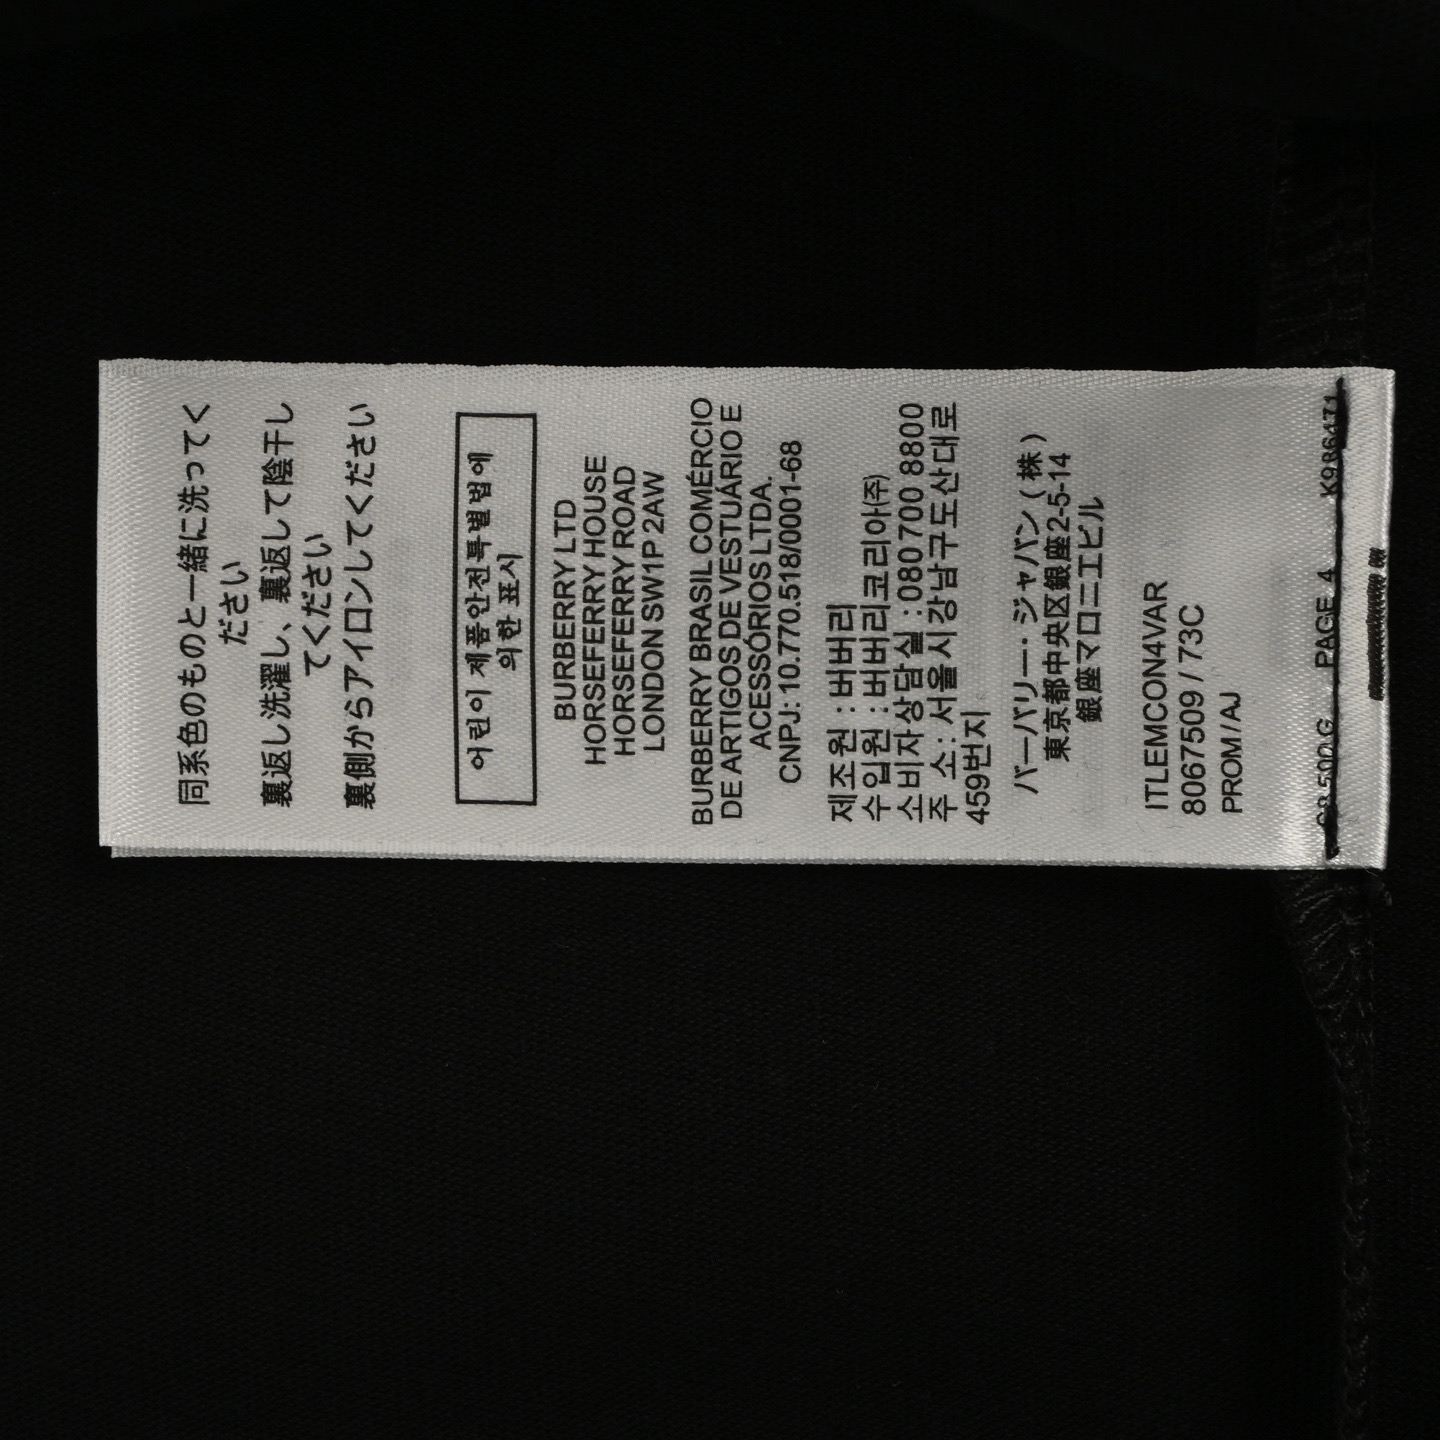 同系色のものと一緒に洗ってく
ださい
裏返し洗濯し、裏返して陰干し
てください
裏側からアイロンしてください
어린이 제품안전특별법에
의한 표시
BURBERRY LTD
HORSEFERRY HOUSE
HORSEFERRY ROAD
LONDON SW1P 2AW
BURBERRY BRASIL COMÉRCIO
DE ARTIGOS DE VESTUÁRIO E
ACESSÓRIOS LTDA.
CNPJ: 10.770.518/0001-68
제조원 : 버버리
수입원 : 버버리코리아(주)
소비자상담실 : 080 700 8800
주 소 : 서울시강남구도산대로
459번지
バーバリー・ジャパン (株)
東京都中央区銀座2-5-14
銀座マロニエビル
ITLEMCON4VAR
8067509 / 73C
PROM / AJ
PAGE 4